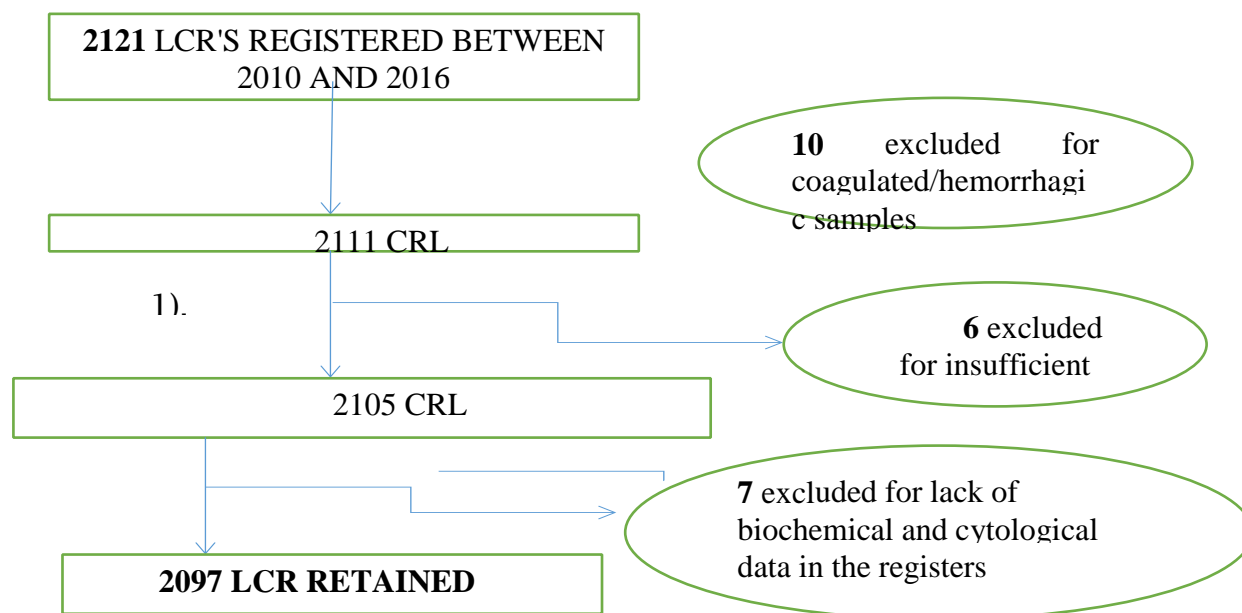 2121 LCR'S REGISTERED BETWEEN
2010 AND 2016
10 excluded for
coagulated/hemorrhagi
c samples
2111 CRL
1).
6 excluded
for insufficient
2105 CRL
7 excluded for lack of
biochemical and cytological
data in the registers
2097 LCR RETAINED